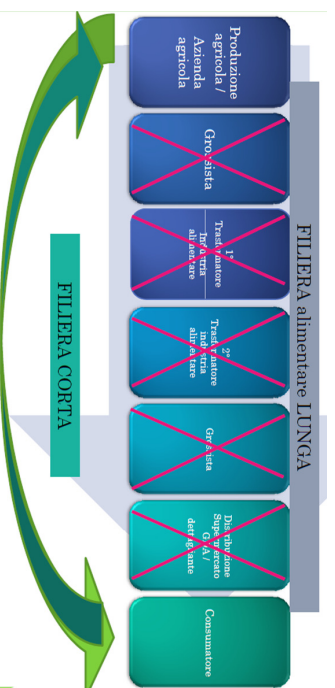 FILIERA alimentare LUNGA
Produzione
agricola /
Azienda
agricola
Grossista
1°
Trasformatore
Industria
alimentare
2°
Trasformatore
industria
alimentare
Grossista
Distribuzione
Supermercato
GDA /
dettagliante
Consumatore
FILIERA CORTA